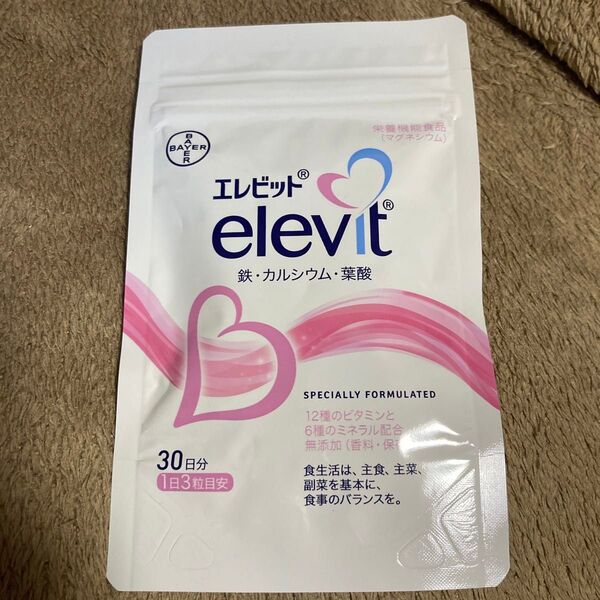 栄養機能食品
(マグネシウム)
BAYER
BAYER
エレビット®
elevit®
鉄・カルシウム・葉酸
SPECIALLY FORMULATED
12種のビタミンと
6種のミネラル配合
無添加(香料・保
30日分
1日3粒目安
食生活は、主食、主菜、
副菜を基本に、
食事のバランスを。